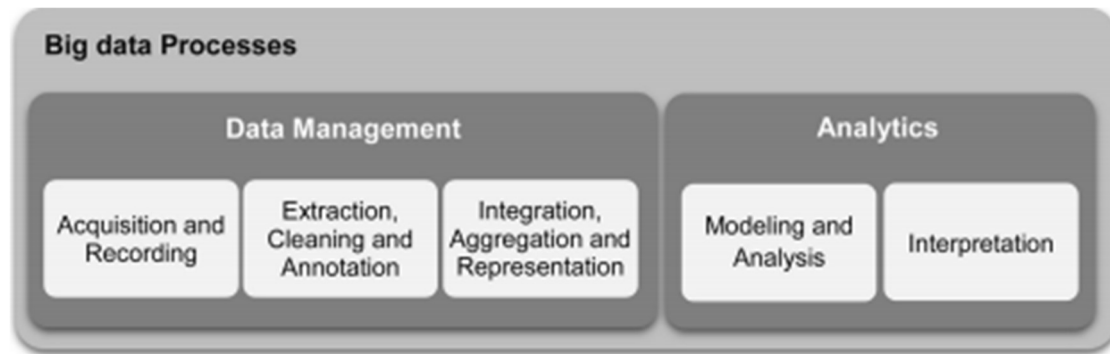 Big data Processes
Data Management
Acquisition and
Recording
Extraction,
Cleaning and
Annotation
Integration,
Aggregation and
Representation
Analytics
Modeling and
Analysis
Interpretation